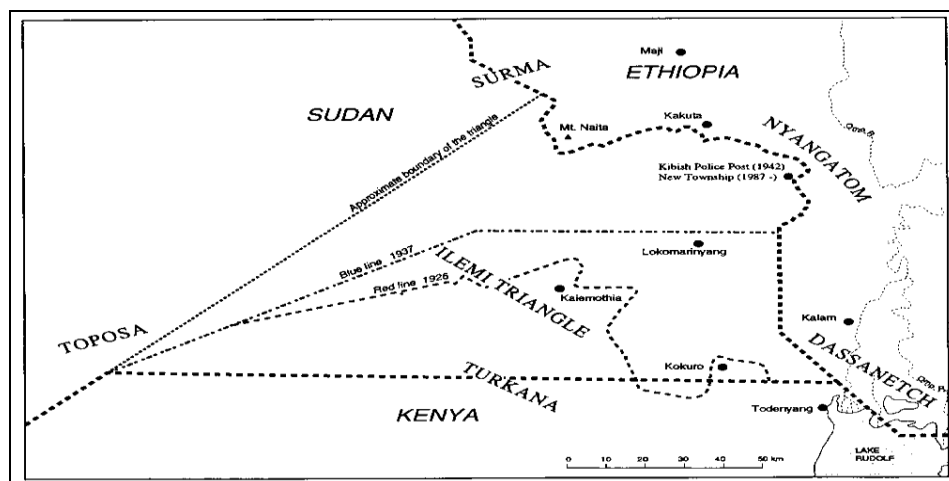 Maji
SURMA
ETHIOPIA
SUDAN
Mt. Naita
Kakuta
NYANGATOM
Approximate boundary of the triangle
Kibish Police Post (1942)
New Township (1987 -)
Blue line 1937
Lokomarinyang
ILEMI TRIANGLE
Red line 1925
Kaiemothia
TOPOSA
Kalam
DASSANETCH
TURKANA
Kokuro
KENYA
Todenyang
LAKE
RUDOLF
0 10 20 30 40 50 km